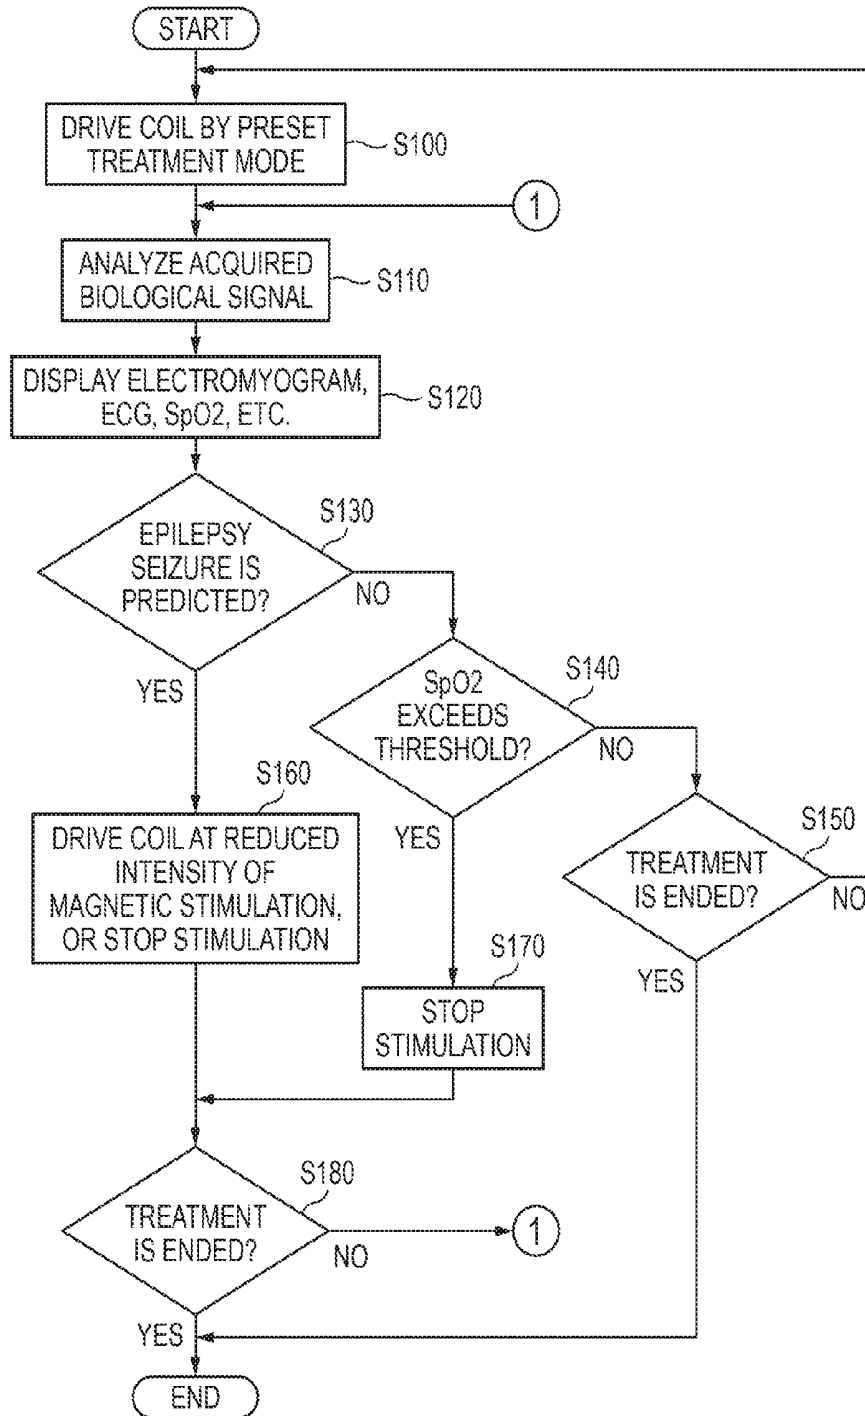 START
DRIVE COIL BY PRESET
TREATMENT MODE
S100
1
ANALYZE ACQUIRED
BIOLOGICAL SIGNAL
S110
DISPLAY ELECTROMYOGRAM,
ECG, SpO2, ETC.
S120
S130
EPILEPSY
SEIZURE IS
PREDICTED?
NO
YES
S140
SpO2
EXCEEDS
THRESHOLD?
NO
YES
S150
TREATMENT
IS ENDED?
NO
YES
S160
DRIVE COIL AT REDUCED
INTENSITY OF
MAGNETIC STIMULATION,
OR STOP STIMULATION
S170
STOP
STIMULATION
S180
TREATMENT
IS ENDED?
NO
1
YES
END